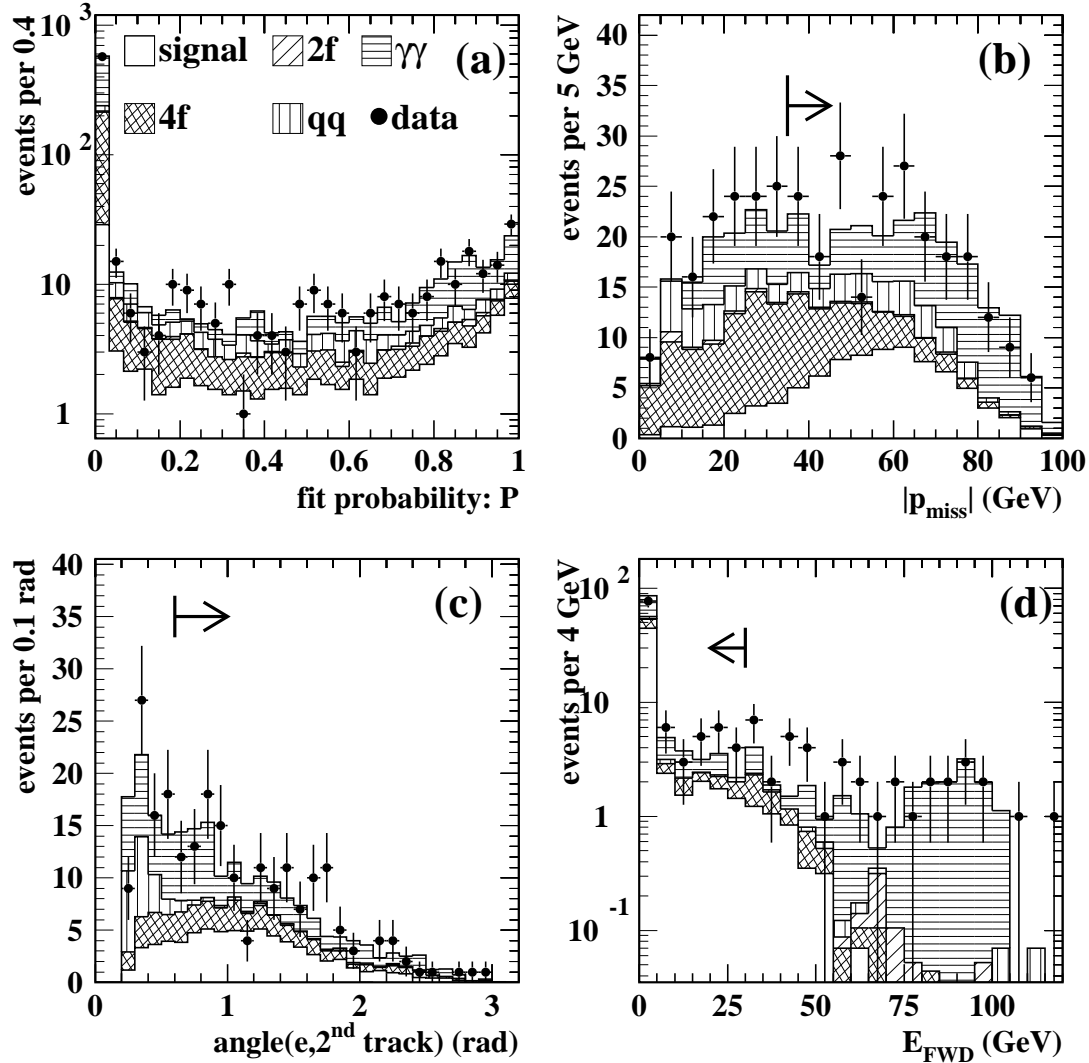 events per 0.4
10 3
10 2
10
1
signal 2f γγ (a)
4f qq data
0 0.2 0.4 0.6 0.8 1
fit probability: P
events per 5 GeV
40
35
30
25
20
15
10
5
0
(b)
0 20 40 60 80 100
|p miss| (GeV)
events per 0.1 rad
40
35
30
25
20
15
10
5
0
(c)
0 1 2 3
angle(e,2nd track) (rad)
events per 4 GeV
10 2
10
1
10 -1
(d)
0 25 50 75 100
E FWD (GeV)